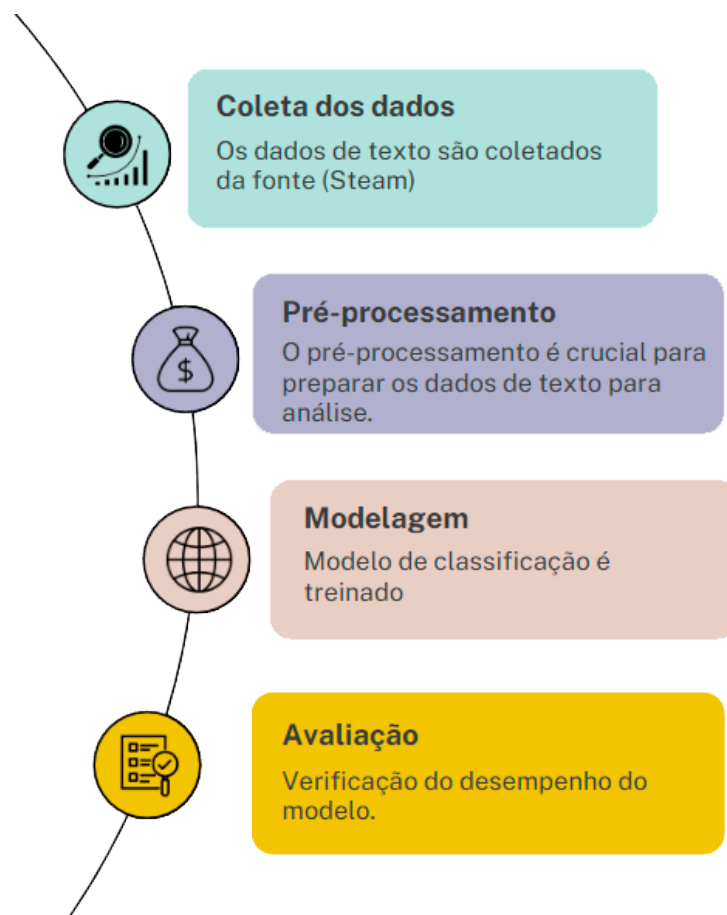 Coleta dos dados
Os dados de texto são coletados
da fonte (Steam)
Pré-processamento
$
O pré-processamento é crucial para
preparar os dados de texto para
análise.
Modelagem
Modelo de classificação é
treinado
Avaliação
Verificação do desempenho do
modelo.